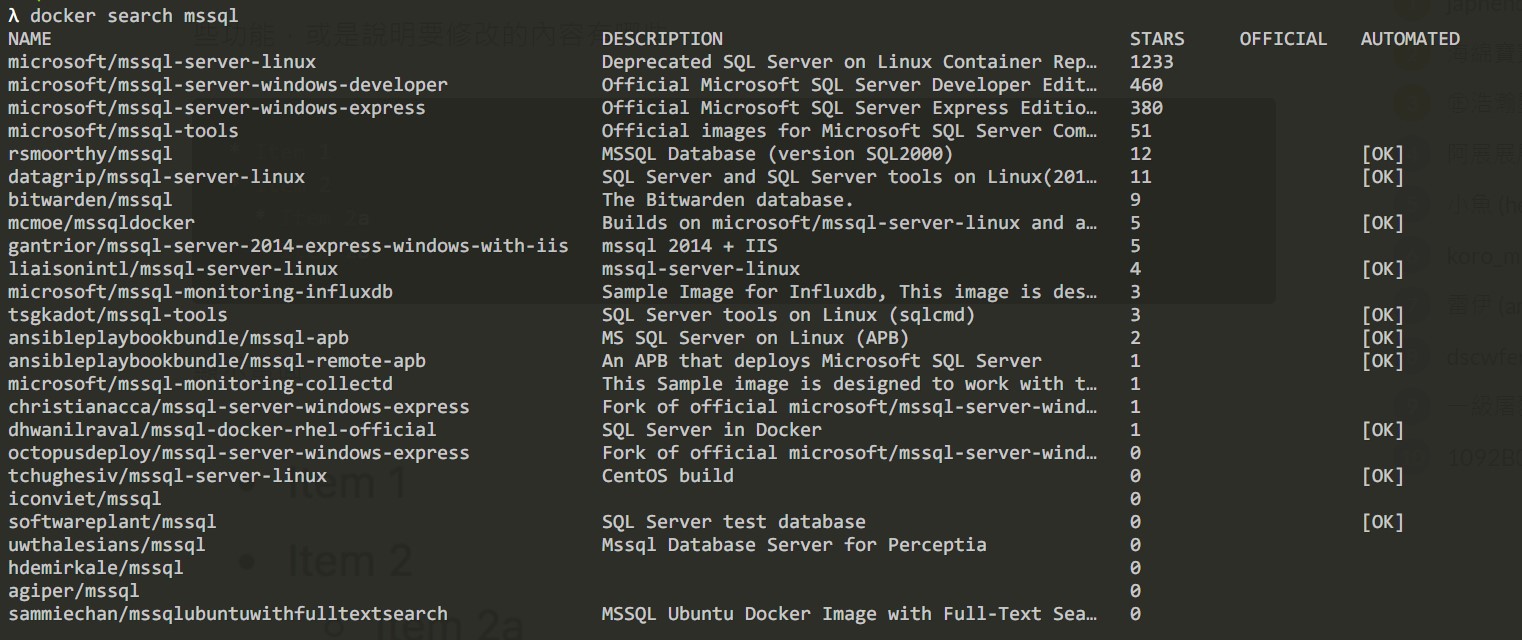 λ docker search mssql
NAME DESCRIPTION STARS OFFICIAL AUTOMATED
microsoft/mssql-server-linux Deprecated SQL Server on Linux Container Rep… 1233
microsoft/mssql-server-windows-developer Official Microsoft SQL Server Developer Edit… 460
microsoft/mssql-server-windows-express Official Microsoft SQL Server Express Editio… 380
microsoft/mssql-tools Official images for Microsoft SQL Server Com… 51
rsmoorthy/mssql MSSQL Database (version SQL2000) 12 [OK]
datagrip/mssql-server-linux SQL Server and SQL Server tools on Linux(201… 11 [OK]
bitwarden/mssql The Bitwarden database. 9
mcmoe/mssqldocker Builds on microsoft/mssql-server-linux and a… 5 [OK]
gantrior/mssql-server-2014-express-windows-with-iis mssql 2014 + IIS 5
liaisonintl/mssql-server-linux mssql-server-linux 4 [OK]
microsoft/mssql-monitoring-influxdb Sample Image for Influxdb, This image is des… 3
tsgkadot/mssql-tools SQL Server tools on Linux (sqlcmd) 3 [OK]
ansibleplaybookbundle/mssql-apb MS SQL Server on Linux (APB) 2 [OK]
ansibleplaybookbundle/mssql-remote-apb An APB that deploys Microsoft SQL Server 1 [OK]
microsoft/mssql-monitoring-collectd This Sample image is designed to work with t… 1
christianacca/mssql-server-windows-express Fork of official microsoft/mssql-server-wind… 1
dhwanilraval/mssql-docker-rhel-official SQL Server in Docker 1 [OK]
octopusdeploy/mssql-server-windows-express Fork of official microsoft/mssql-server-wind… 0
tchughesiv/mssql-server-linux CentOS build 0 [OK]
iconviet/mssql 0
softwareplant/mssql SQL Server test database 0 [OK]
uwthalesians/mssql Mssql Database Server for Perceptia 0
hdemirkale/mssql 0
agiper/mssql 0
sammiechan/mssqlubuntuwithfulltextsearch MSSQL Ubuntu Docker Image with Full-Text Sea… 0
Item 1
Item 2
Item 2a